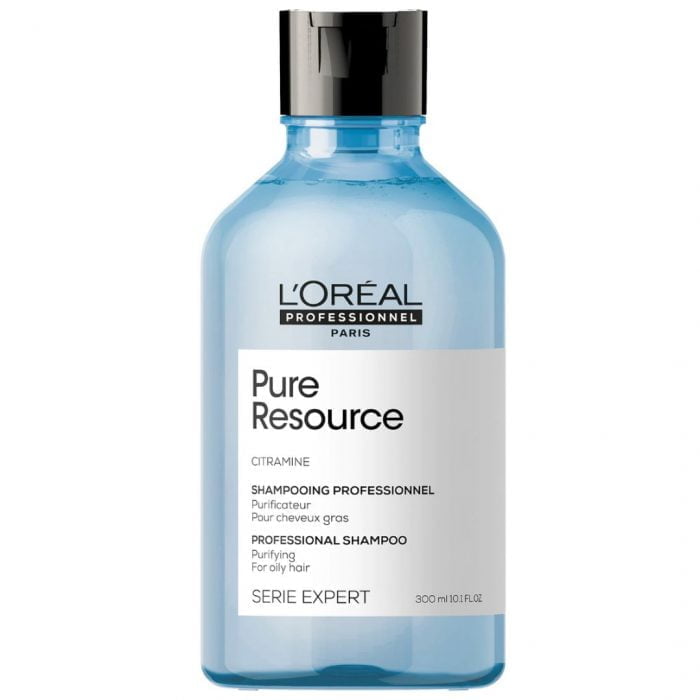 L'ORÉAL
PROFESSIONNEL
PARIS
Pure
Resource
CITRAMINE
SHAMPOOING PROFESSIONNEL
Purificateur
Pour cheveux gras
PROFESSIONAL SHAMPOO
Purifying
For oily hair
SERIE EXPERT 300 ml 10.1 FL.OZ